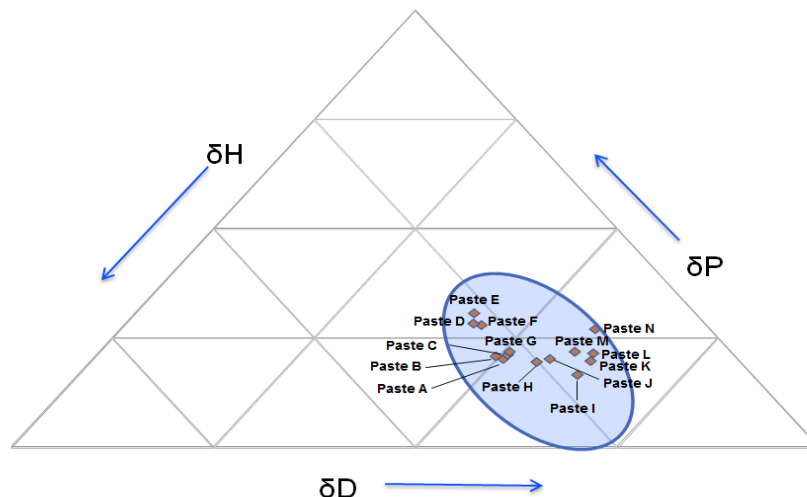 δH
δP
Paste E
Paste D
Paste F
Paste N
Paste C
Paste G
Paste M
Paste L
Paste B
Paste K
Paste A
Paste H
Paste J
Paste I
δD